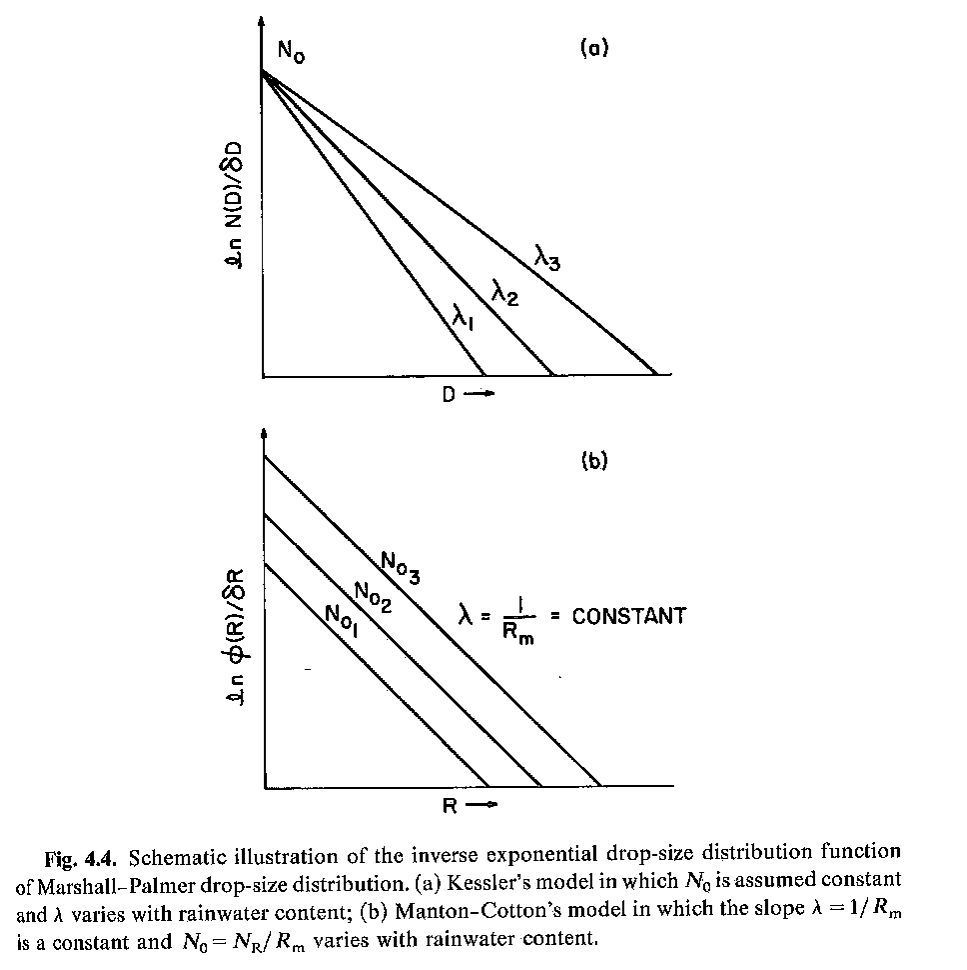 N₀
(a)
ln N(D)/δD
λ₃
λ₂
λ₁
D →
(b)
ln φ(R)/δR
N₀₃
N₀₂
N₀₁
λ = 1/Rₘ = CONSTANT
R →
Fig. 4.4. Schematic illustration of the inverse exponential drop-size distribution function
of Marshall–Palmer drop-size distribution. (a) Kessler's model in which N₀ is assumed constant
and λ varies with rainwater content; (b) Manton–Cotton's model in which the slope λ = 1/Rₘ
is a constant and N₀ = N_R/Rₘ varies with rainwater content.